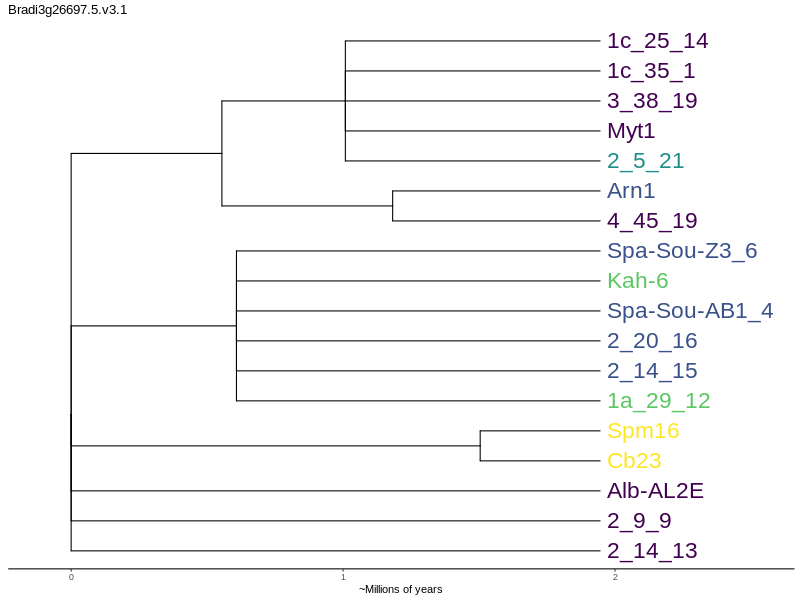 Bradi3g26697.5.v3.1
1c_25_14
1c_35_1
3_38_19
Myt1
2_5_21
Arn1
4_45_19
Spa-Sou-Z3_6
Kah-6
Spa-Sou-AB1_4
2_20_16
2_14_15
1a_29_12
Spm16
Cb23
Alb-AL2E
2_9_9
2_14_13
0 1 2
~Millions of years